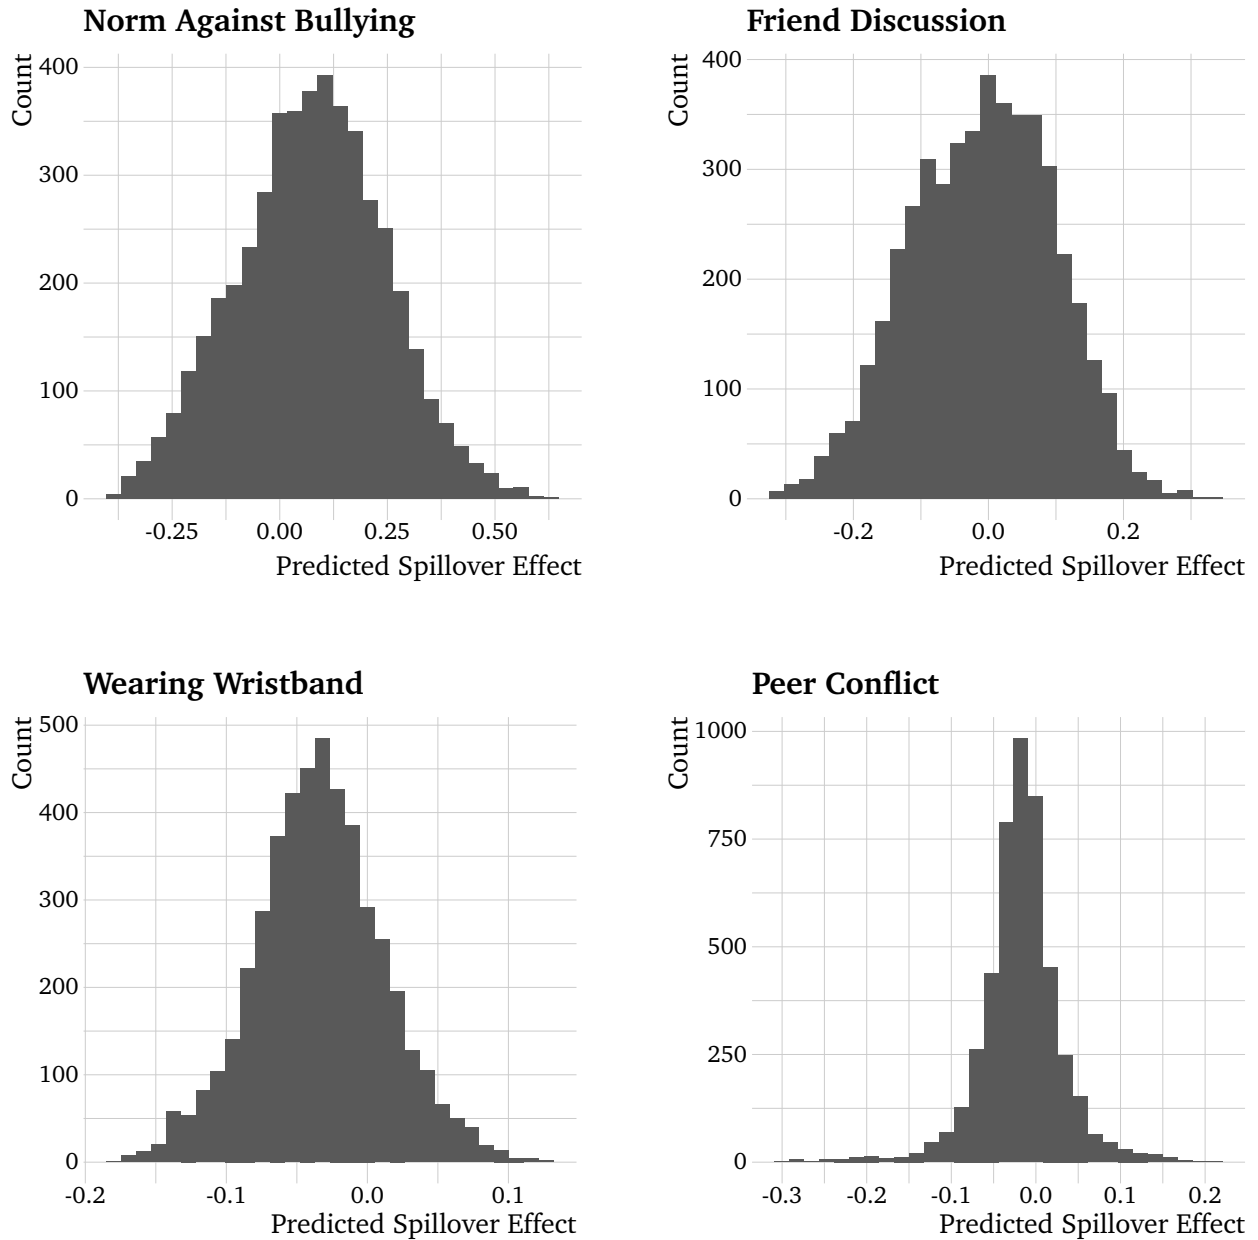 Norm Against Bullying
Count
400
300
200
100
0
-0.25 0.00 0.25 0.50
Predicted Spillover Effect
Friend Discussion
Count
400
300
200
100
0
-0.2 0.0 0.2
Predicted Spillover Effect
Wearing Wristband
Count
500
400
300
200
100
0
-0.2 -0.1 0.0 0.1
Predicted Spillover Effect
Peer Conflict
Count
1000
750
500
250
0
-0.3 -0.2 -0.1 0.0 0.1 0.2
Predicted Spillover Effect